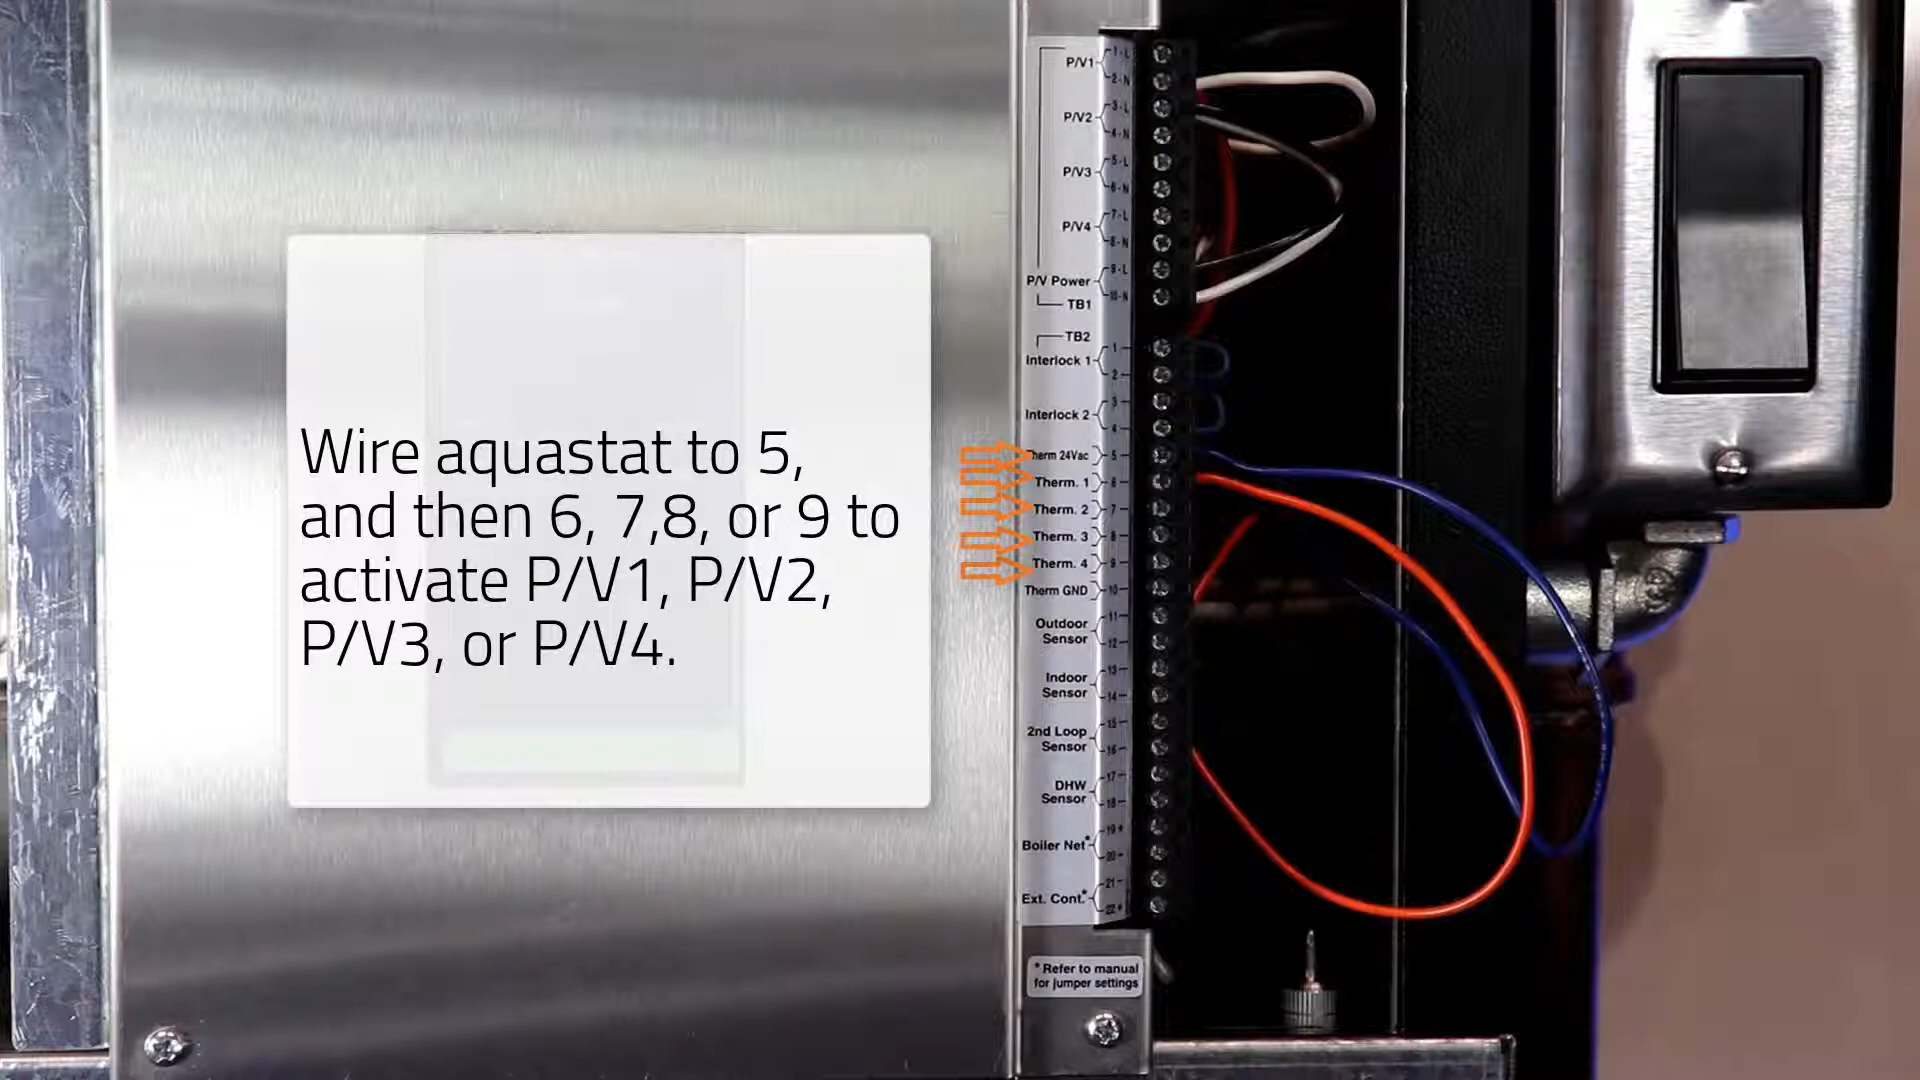 Wire aquastat to 5,
and then 6, 7,8, or 9 to
activate P/V1, P/V2,
P/V3, or P/V4.
P/V1
1-L
2-N
P/V2
3-L
4-N
P/V3
5-L
6-N
P/V4
7-L
8-N
P/V Power
9-L
10-N
TB1
TB2
Interlock 1
1
2
Interlock 2
3
4
Therm 24Vac
5
Therm. 1
6
Therm. 2
7
Therm. 3
8
Therm. 4
9
Therm GND
10
Outdoor
Sensor
11
12
Indoor
Sensor
13
14
2nd Loop
Sensor
15
16
DHW
Sensor
17
18
Boiler Net*
19+
20-
Ext. Cont.*
21-
22+
* Refer to manual
for jumper settings